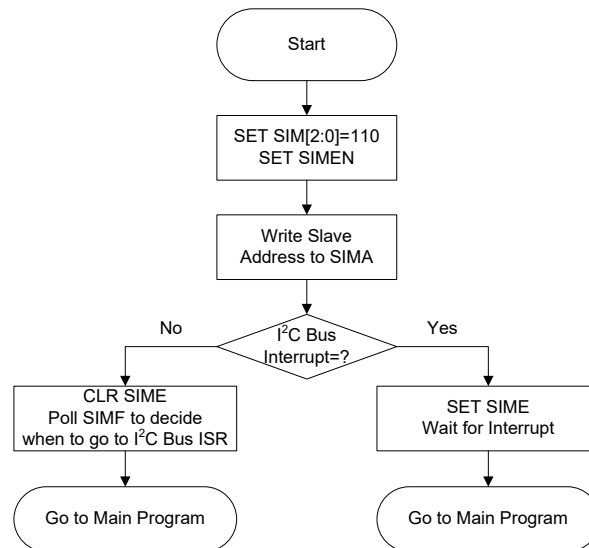 Start
SET SIM[2:0]=110
SET SIMEN
Write Slave
Address to SIMA
No
I²C Bus
Interrupt=?
Yes
CLR SIME
Poll SIMF to decide
when to go to I²C Bus ISR
SET SIME
Wait for Interrupt
Go to Main Program
Go to Main Program